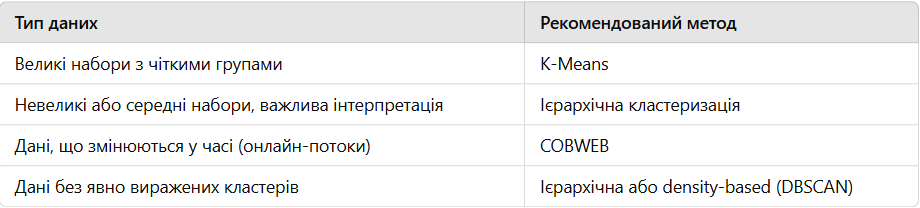 Тип даних	Рекомендований метод
Великі набори з чіткими групами	K-Means
Невеликі або середні набори, важлива інтерпретація	Ієрархічна кластеризація
Дані, що змінюються у часі (онлайн-потоки)	COBWEB
Дані без явно виражених кластерів	Ієрархічна або density-based (DBSCAN)